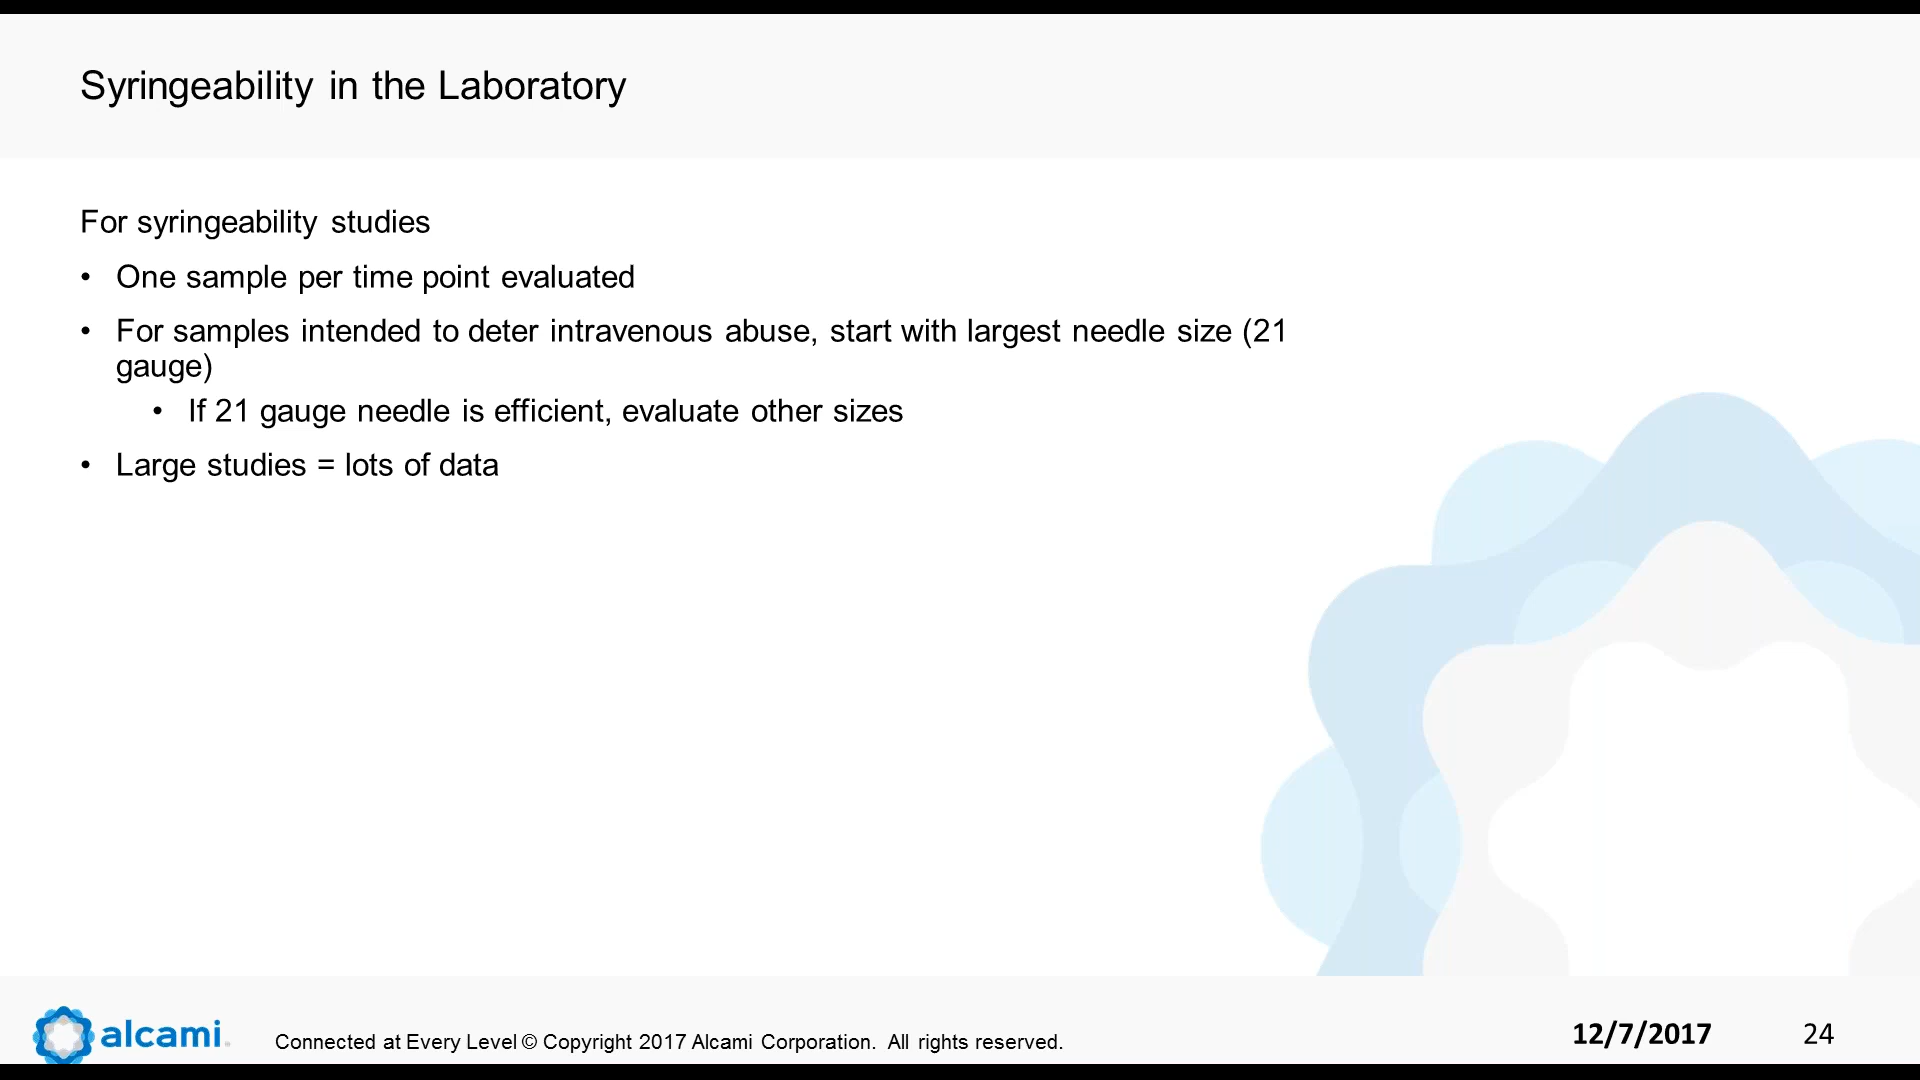 Syringeability in the Laboratory
For syringeability studies
• One sample per time point evaluated
• For samples intended to deter intravenous abuse, start with largest needle size (21
gauge)
• If 21 gauge needle is efficient, evaluate other sizes
• Large studies = lots of data
alcami
Connected at Every Level © Copyright 2017 Alcami Corporation. All rights reserved.
12/7/2017
24